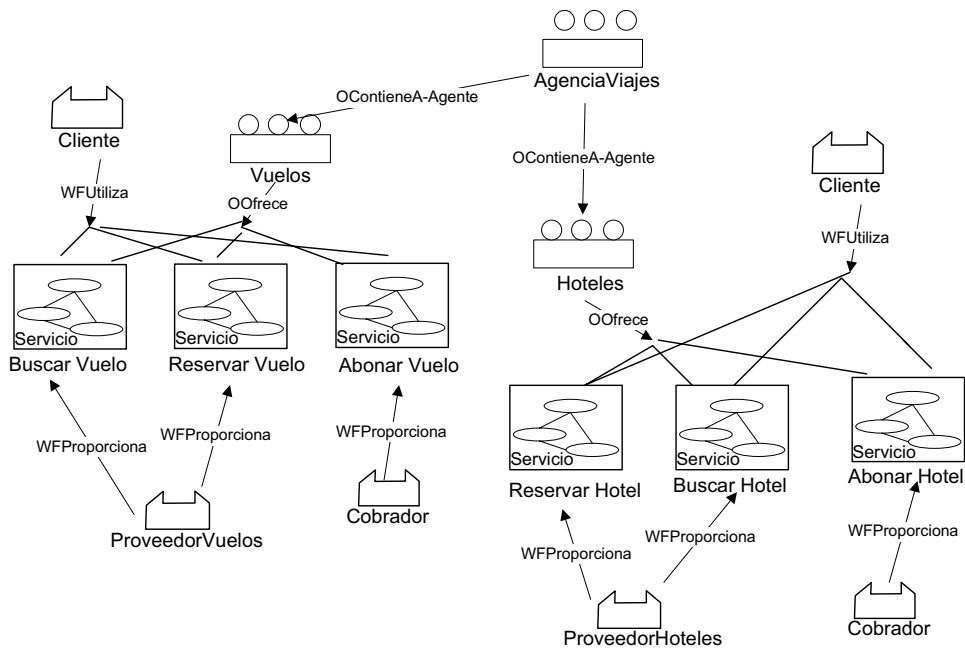 AgenciaViajes
OContieneA-Agente
Cliente
Vuelos
OContieneA-Agente
Cliente
WFUtiliza
OOfrece
WFUtiliza
Hoteles
OOfrece
Servicio
Servicio
Servicio
Buscar Vuelo
Reservar Vuelo
Abonar Vuelo
WFProporciona
WFProporciona
WFProporciona
Servicio
Servicio
Servicio
Reservar Hotel
Buscar Hotel
Abonar Hotel
Cobrador
ProveedorVuelos
WFProporciona
WFProporciona
WFProporciona
ProveedorHoteles
Cobrador